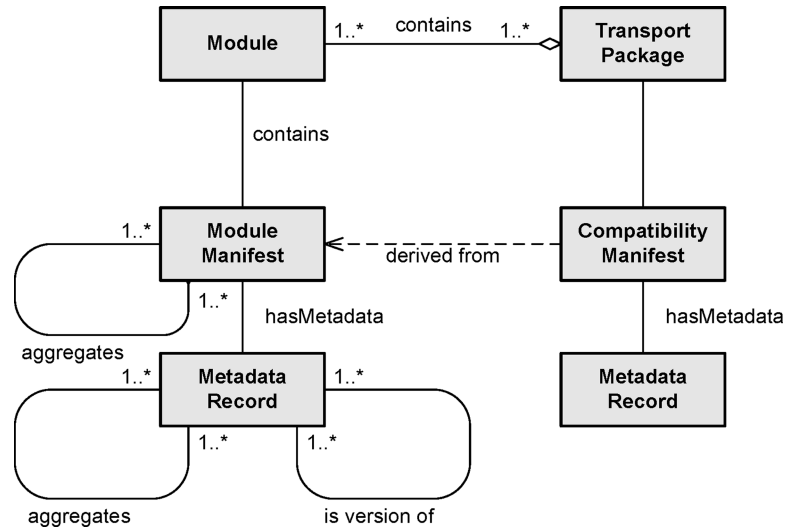 Module
1..*
contains
1..*
Transport
Package
contains
1..*
Module
Manifest
derived from
Compatibility
Manifest
1..*
hasMetadata
hasMetadata
aggregates
1..*
Metadata
Record
1..*
Metadata
Record
1..*
1..*
aggregates
is version of